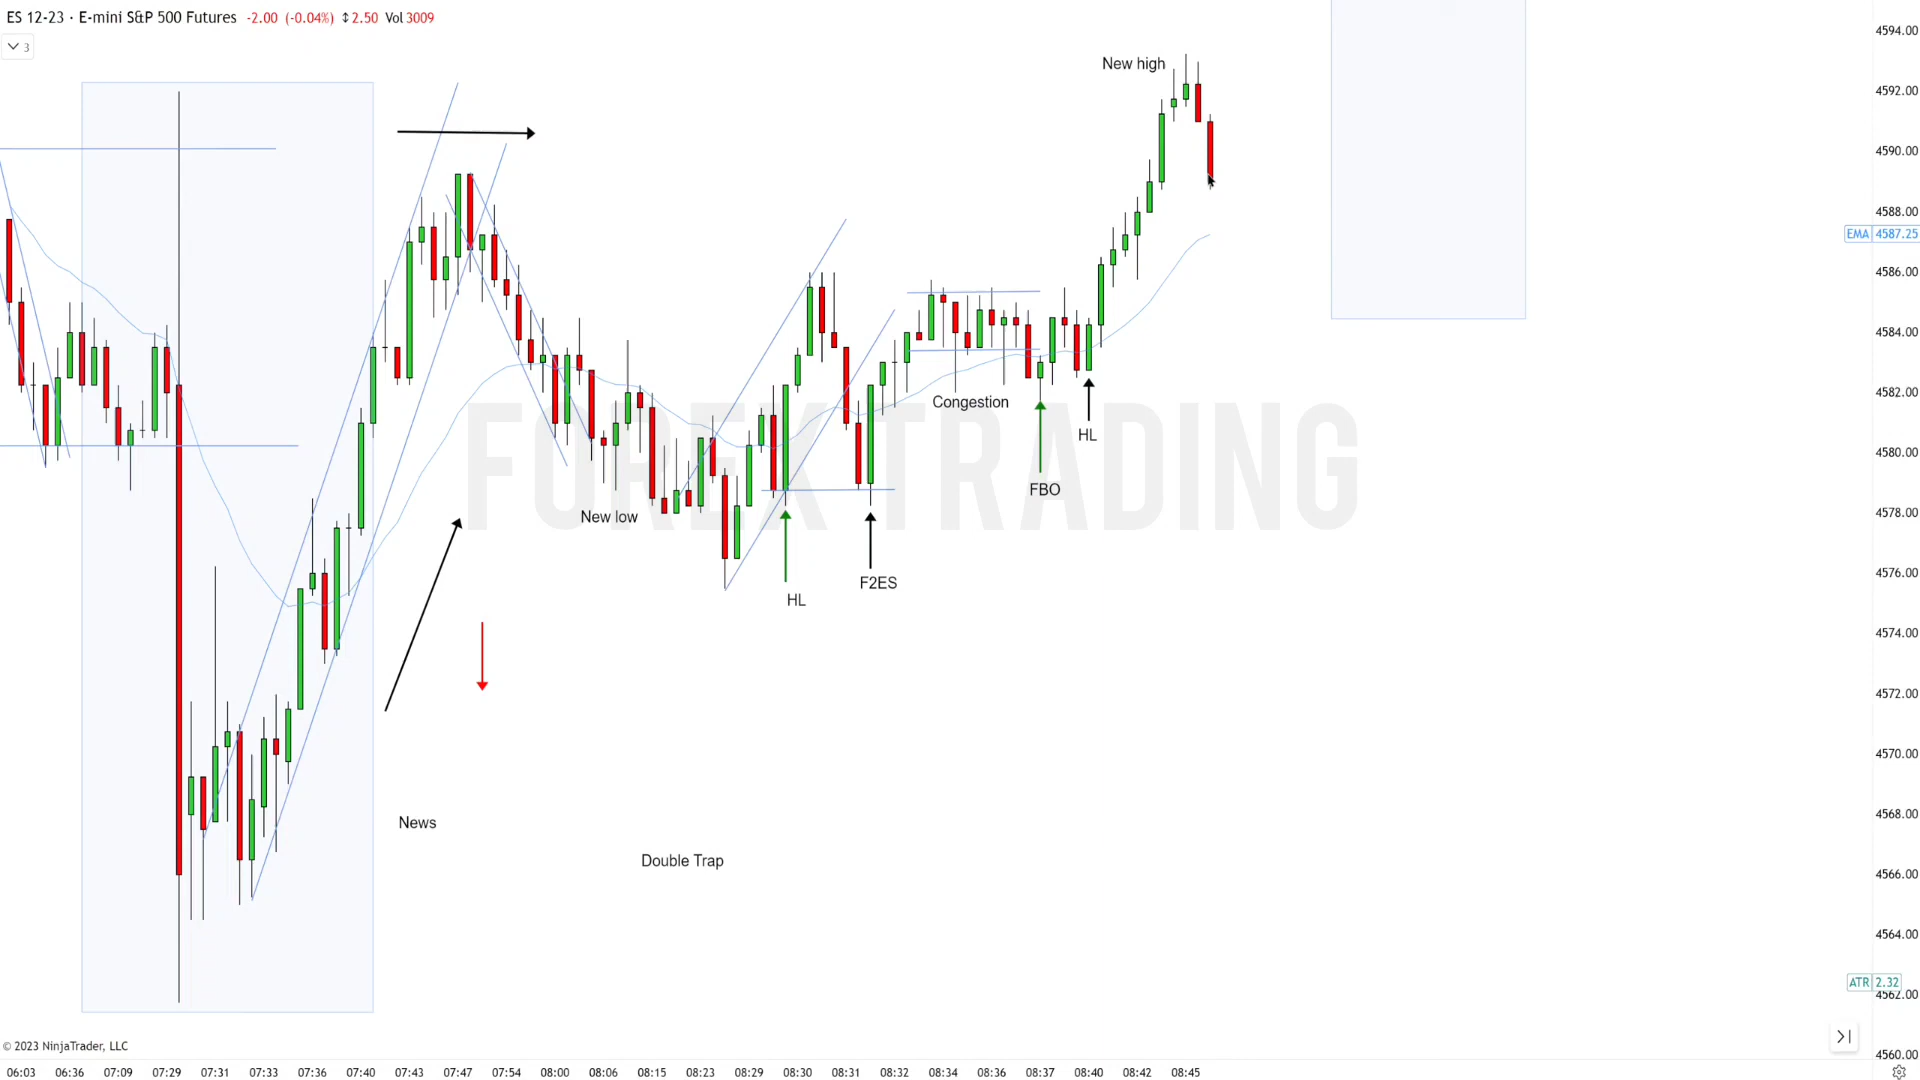 ES 12-23 · E-mini S&P 500 Futures -2.00 (-0.04%) ↕2.50 Vol 3009
3
New high
4594.00
4592.00
4590.00
4588.00
EMA 4587.25
4586.00
4584.00
4582.00
4580.00
4578.00
4576.00
4574.00
4572.00
4570.00
4568.00
4566.00
4564.00
ATR 2.32
4562.00
4560.00
Congestion
HL
FBO
FOREX TRADING
New low
F2ES
HL
News
Double Trap
© 2023 NinjaTrader, LLC
06:03 06:36 07:09 07:29 07:31 07:33 07:36 07:40 07:43 07:47 07:54 08:00 08:06 08:15 08:23 08:29 08:30 08:31 08:32 08:34 08:36 08:37 08:40 08:42 08:45